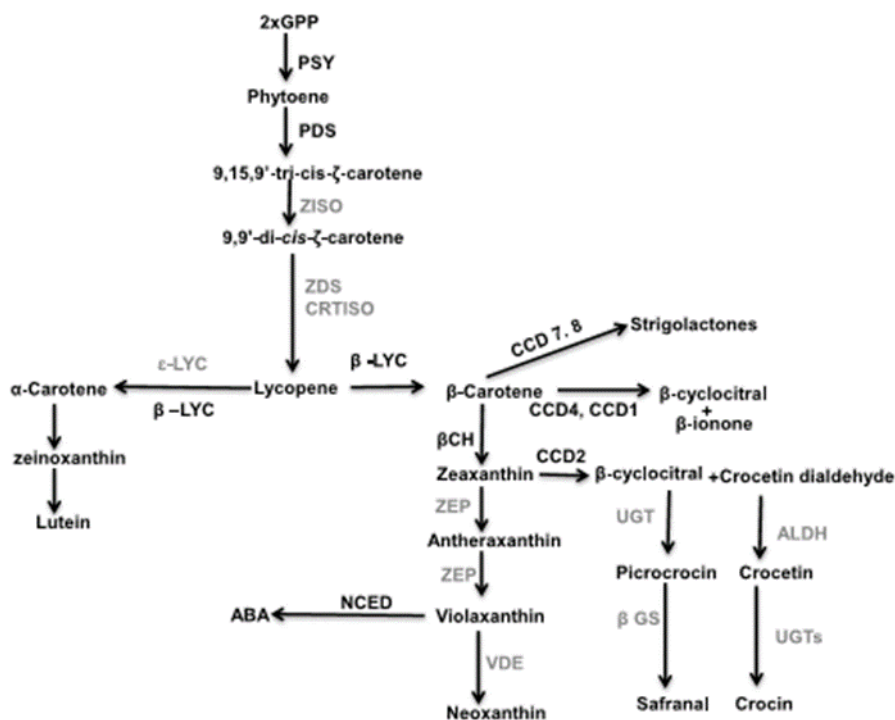 2xGPP
PSY
Phytoene
PDS
9,15,9'-tri-cis-ζ-carotene
ZISO
9,9'-di-cis-ζ-carotene
ZDS
CRTISO
CCD 7. 8
Strigolactones
ε-LYC
β -LYC
α-Carotene
Lycopene
β-Carotene
β-cyclocitral
β –LYC
CCD4, CCD1
+
β-ionone
βCH
zeinoxanthin
CCD2
Zeaxanthin
β-cyclocitral
+Crocetin dialdehyde
Lutein
ZEP
UGT
ALDH
Antheraxanthin
ZEP
Picrocrocin
Crocetin
NCED
ABA
Violaxanthin
β GS
UGTs
VDE
Neoxanthin
Safranal
Crocin